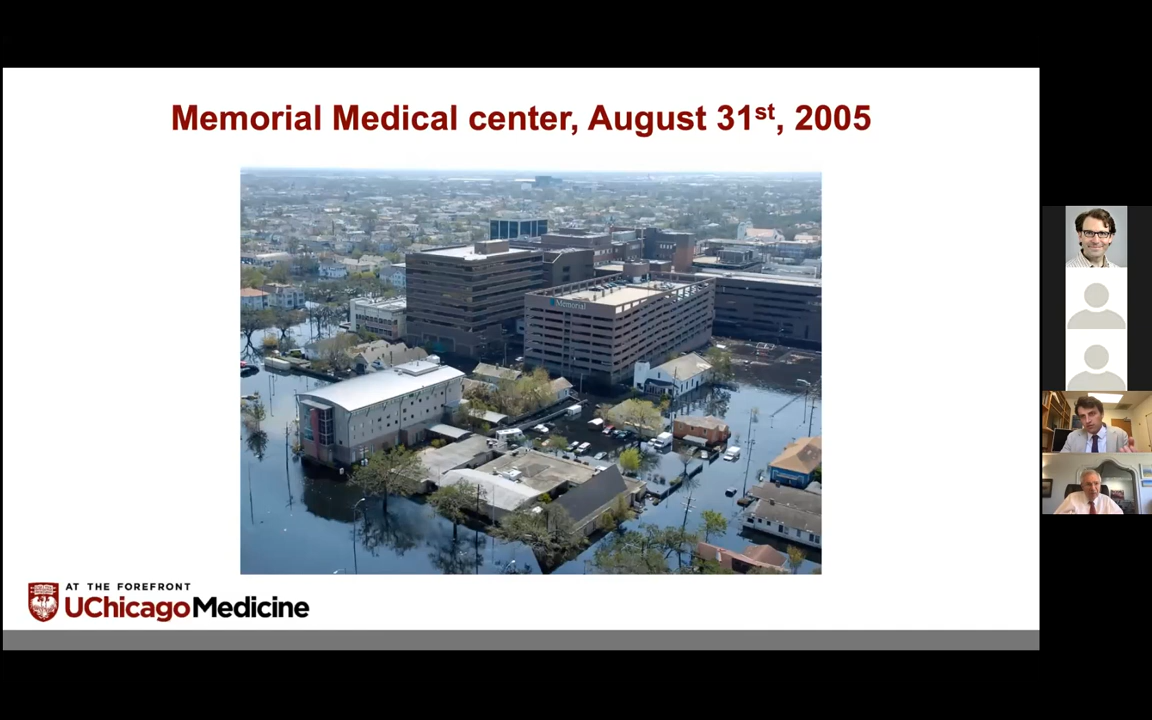 Memorial Medical center, August 31st, 2005
Memorial
AT THE FOREFRONT
UChicagoMedicine